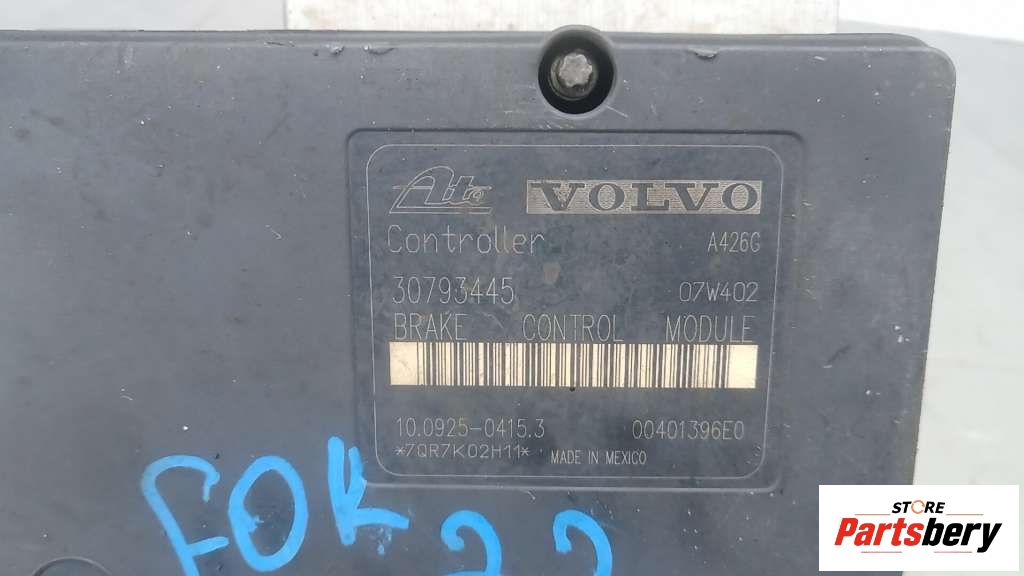 Ate VOLVO
Controller A426G
30793445 07W402
BRAKE CONTROL MODULE
10.0925-0415.3 00401396E0
*7QR7K02H11* MADE IN MEXICO
FOK
22
STORE
Partsbery